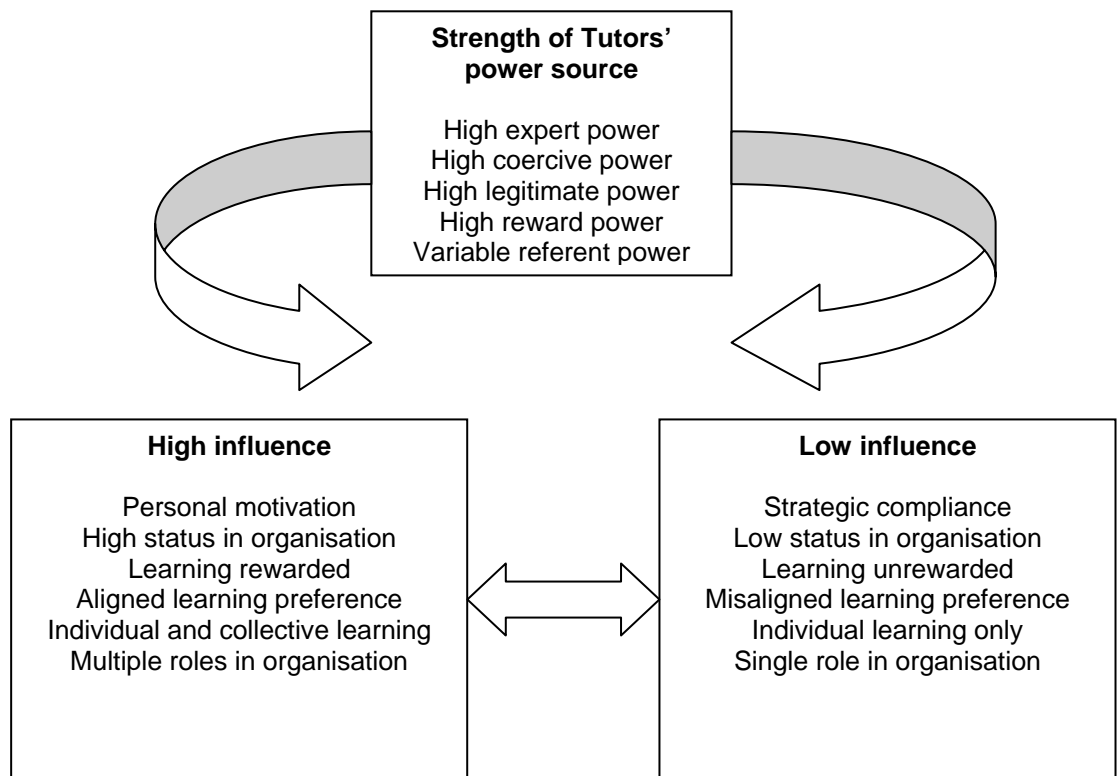 Strength of Tutors’
power source
High expert power
High coercive power
High legitimate power
High reward power
Variable referent power
High influence
Personal motivation
High status in organisation
Learning rewarded
Aligned learning preference
Individual and collective learning
Multiple roles in organisation
Low influence
Strategic compliance
Low status in organisation
Learning unrewarded
Misaligned learning preference
Individual learning only
Single role in organisation